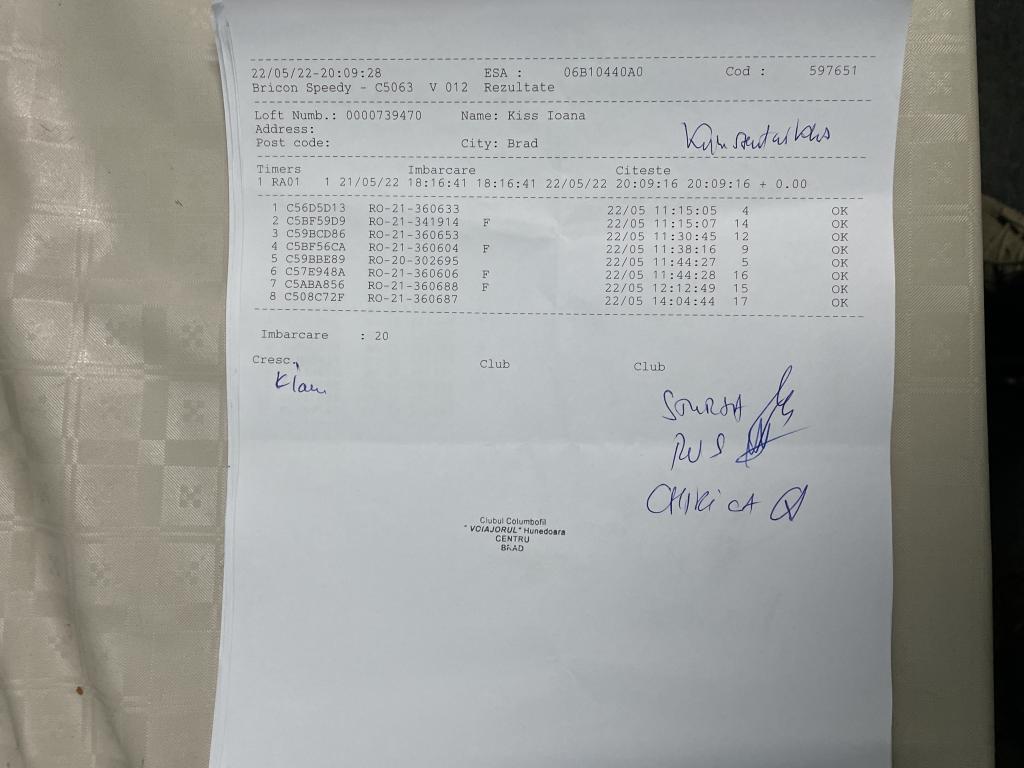 22/05/22-20:09:28 ESA : 06B10440A0 Cod : 597651
Bricon Speedy - C5063 V 012 Rezultate
Loft Numb.: 0000739470 Name: Kiss Ioana
Address:
Post code: City: Brad
Timers Imbarcare Citeste
1 RA01 1 21/05/22 18:16:41 18:16:41 22/05/22 20:09:16 20:09:16 + 0.00
1 C56D5D13 RO-21-360633 22/05 11:15:05 4 OK
2 C5BF59D9 RO-21-341914 F 22/05 11:15:07 14 OK
3 C59BCD86 RO-21-360653 22/05 11:30:45 12 OK
4 C5BF56CA RO-21-360604 F 22/05 11:38:16 9 OK
5 C59BBE89 RO-20-302695 22/05 11:44:27 5 OK
6 C57E948A RO-21-360606 F 22/05 11:44:28 16 OK
7 C5ABA856 RO-21-360688 F 22/05 12:12:49 15 OK
8 C508C72F RO-21-360687 22/05 14:04:44 17 OK
Imbarcare : 20
Cresc. Club Club
RUS
CHIRICA
Clubul Columbofil
"VOIAJORUL" Hunedoara
CENTRU
BRAD